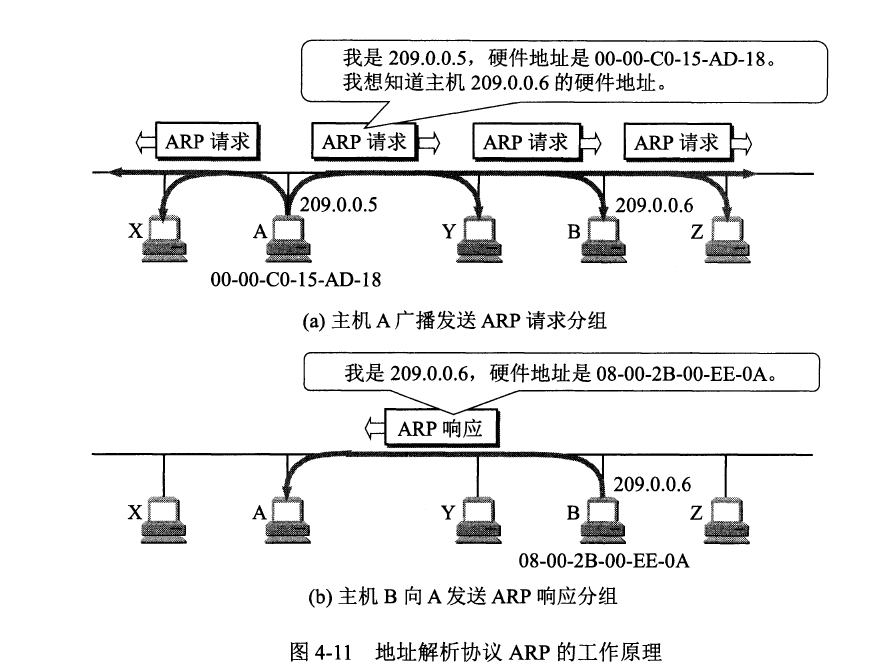 我是 209.0.0.5，硬件地址是 00-00-C0-15-AD-18。
我想知道主机 209.0.0.6 的硬件地址。
ARP 请求 ARP 请求 ARP 请求 ARP 请求
209.0.0.5 209.0.0.6
X A Y B Z
00-00-C0-15-AD-18
(a) 主机 A 广播发送 ARP 请求分组
我是 209.0.0.6，硬件地址是 08-00-2B-00-EE-0A。
ARP 响应
209.0.0.6
X A Y B Z
08-00-2B-00-EE-0A
(b) 主机 B 向 A 发送 ARP 响应分组
图 4-11 地址解析协议 ARP 的工作原理